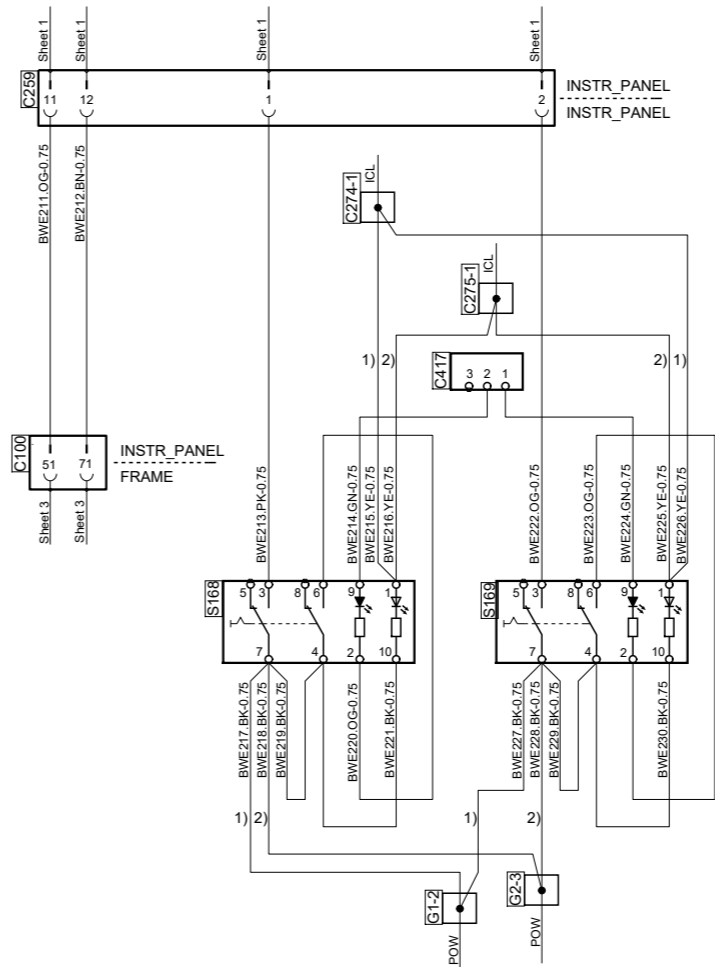 Sheet 1
Sheet 1
Sheet 1
Sheet 1
C259
11
12
1
2
INSTR_PANEL
INSTR_PANEL
BWE211.OG-0.75
BWE212.BN-0.75
C274-1
ICL
C275-1
ICL
1)
2)
2)
1)
C417
3
2
1
C100
51
71
INSTR_PANEL
FRAME
Sheet 3
Sheet 3
BWE213.PK-0.75
BWE214.GN-0.75
BWE215.YE-0.75
BWE216.YE-0.75
BWE222.OG-0.75
BWE223.OG-0.75
BWE224.GN-0.75
BWE225.YE-0.75
BWE226.YE-0.75
S168
5
3
8
6
9
1
7
4
2
10
S169
5
3
8
6
9
1
7
4
2
10
BWE217.BK-0.75
BWE218.BK-0.75
BWE219.BK-0.75
BWE220.OG-0.75
BWE221.BK-0.75
BWE227.BK-0.75
BWE228.BK-0.75
BWE229.BK-0.75
BWE230.BK-0.75
1)
2)
1)
2)
G1-2
POW
G2-3
POW